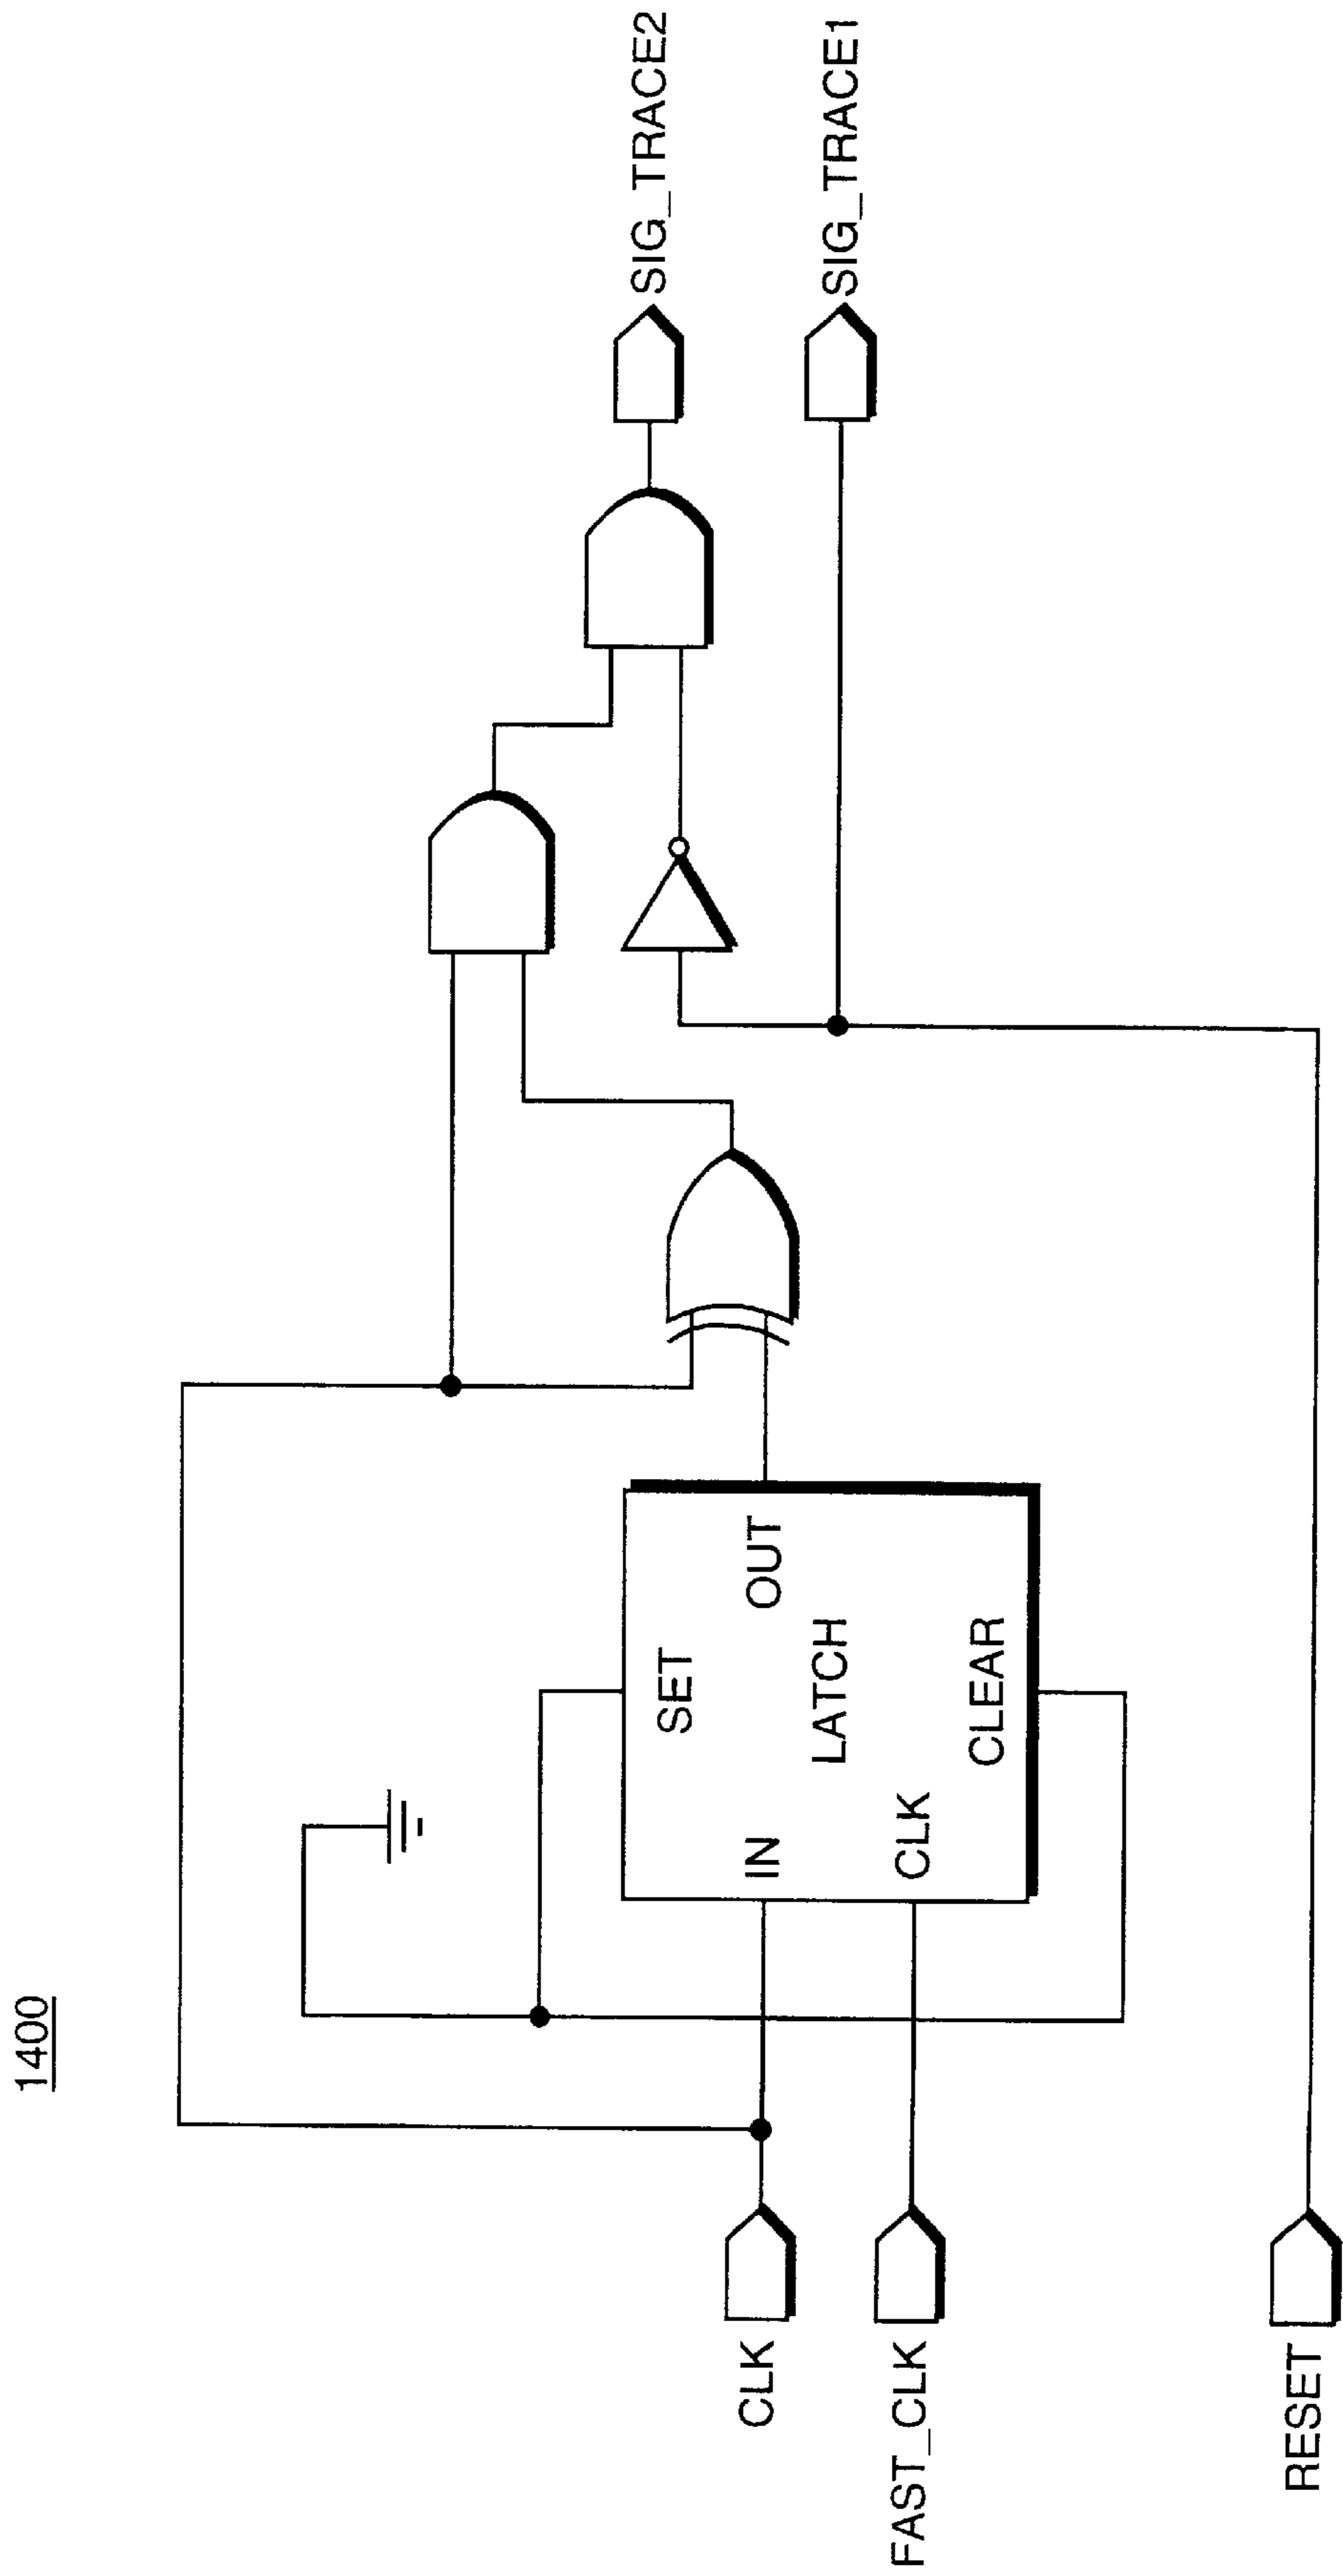 1400
CLK
FAST_CLK
RESET
SET
IN
OUT
LATCH
CLK
CLEAR
SIG_TRACE2
SIG_TRACE1